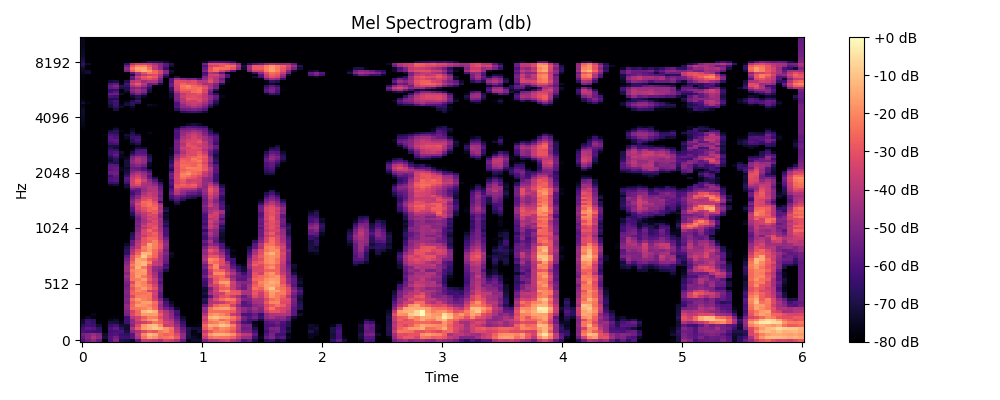 Mel Spectrogram (db)
8192
4096
2048
1024
512
0
Hz
0 1 2 3 4 5 6
Time
+0 dB
-10 dB
-20 dB
-30 dB
-40 dB
-50 dB
-60 dB
-70 dB
-80 dB